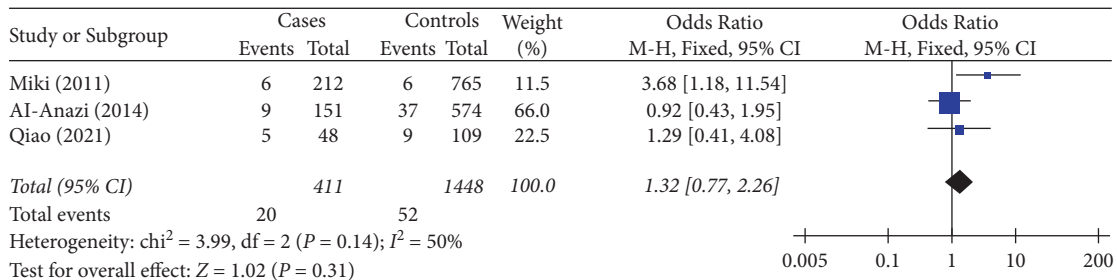 Study or Subgroup Cases Controls Weight Odds Ratio Odds Ratio
Events Total Events Total (%) M-H, Fixed, 95% CI M-H, Fixed, 95% CI
Miki (2011) 6 212 6 765 11.5 3.68 [1.18, 11.54]
AI-Anazi (2014) 9 151 37 574 66.0 0.92 [0.43, 1.95]
Qiao (2021) 5 48 9 109 22.5 1.29 [0.41, 4.08]
Total (95% CI) 411 1448 100.0 1.32 [0.77, 2.26]
Total events 20 52
Heterogeneity: chi² = 3.99, df = 2 (P = 0.14); I² = 50%
Test for overall effect: Z = 1.02 (P = 0.31)
0.005 0.1 1 10 200